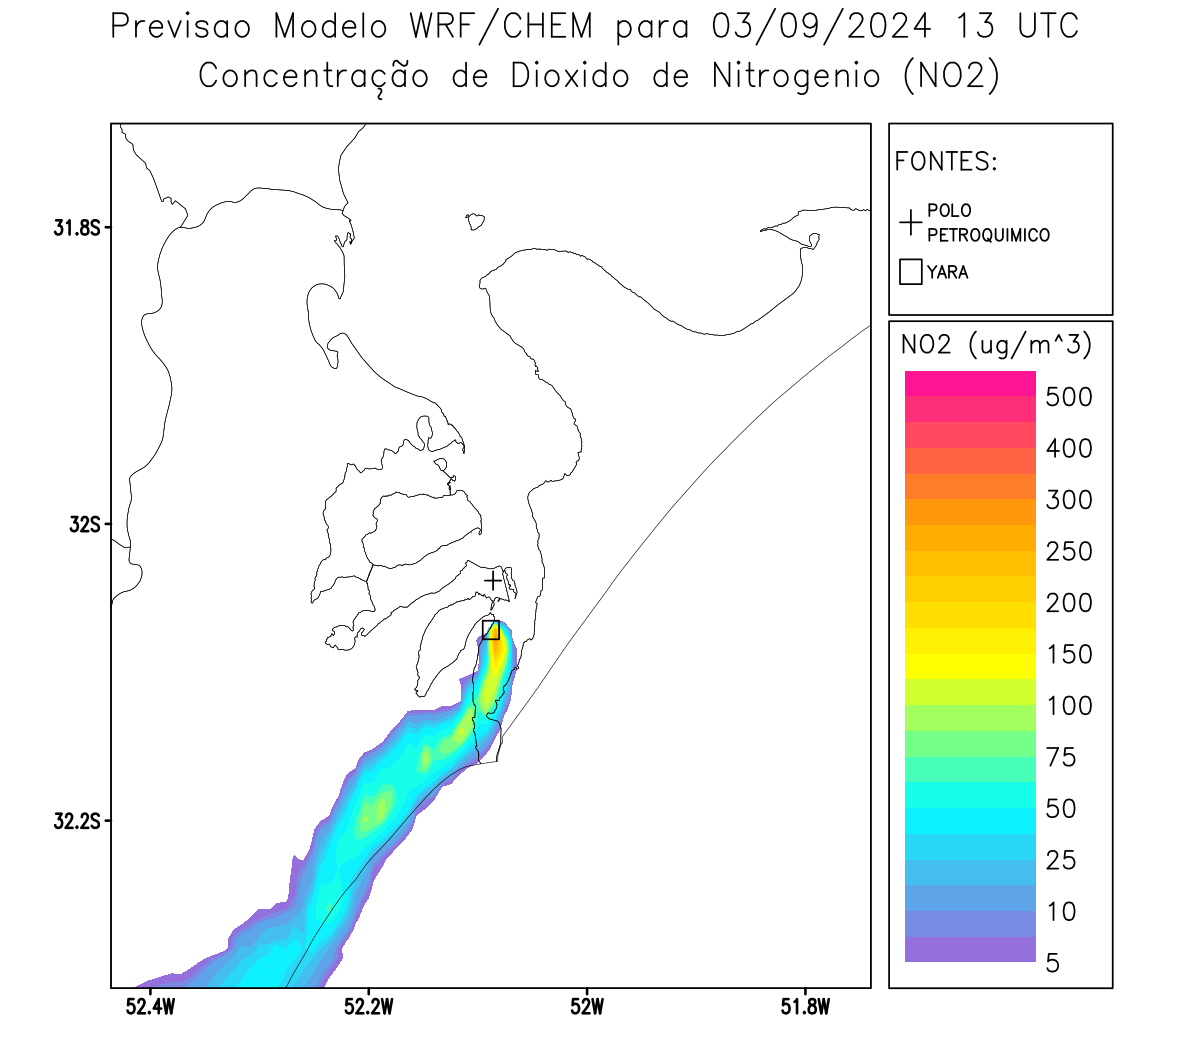 Previsao Modelo WRF/CHEM para 03/09/2024 13 UTC
Concentração de Dioxido de Nitrogenio (NO2)
FONTES:
POLO
PETROQUIMICO
YARA
NO2 (ug/m^3)
500
400
300
250
200
150
100
75
50
25
10
5
31.8S
32S
32.2S
52.4W
52.2W
52W
51.8W